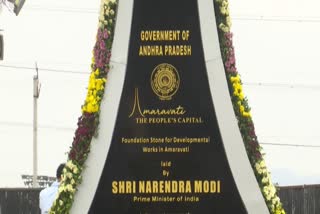 GOVERNMENT OF
ANDHRA PRADESH
Amaravati
THE PEOPLE'S CAPITAL
Foundation Stone for Developmental
Works in Amaravati
laid
By
SHRI NARENDRA MODI
Prime Minister of India